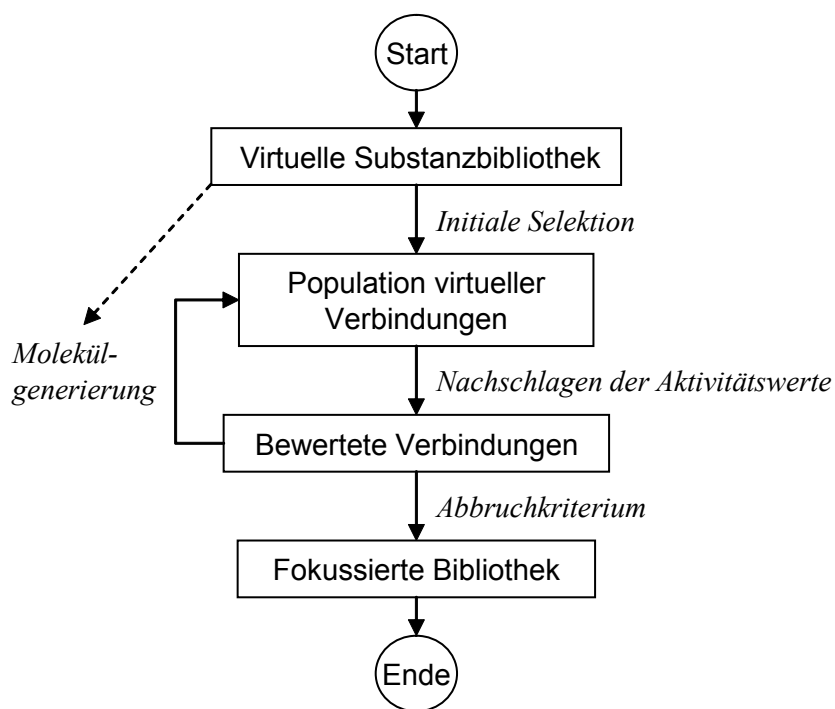 Start
Virtuelle Substanzbibliothek
Initiale Selektion
Population virtueller
Verbindungen
Molekül-
generierung
Nachschlagen der Aktivitätswerte
Bewertete Verbindungen
Abbruchkriterium
Fokussierte Bibliothek
Ende